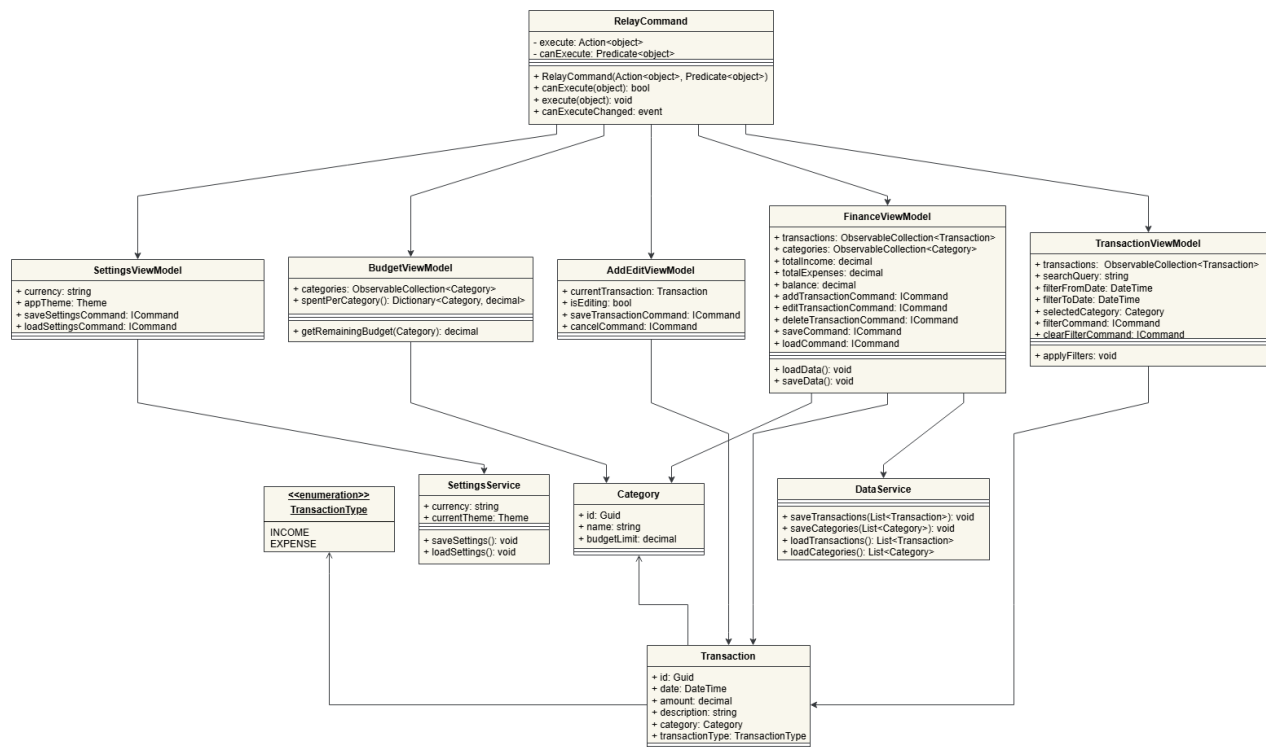 RelayCommand
- execute: Action<object>
- canExecute: Predicate<object>
+ RelayCommand(Action<object>, Predicate<object>)
+ canExecute(object): bool
+ execute(object): void
+ canExecuteChanged: event
SettingsViewModel
+ currency: string
+ appTheme: Theme
+ saveSettingsCommand: ICommand
+ loadSettingsCommand: ICommand
BudgetViewModel
+ categories: ObservableCollection<Category>
+ spentPerCategory(): Dictionary<Category, decimal>
+ getRemainingBudget(Category): decimal
AddEditViewModel
+ currentTransaction: Transaction
+ isEditing: bool
+ saveTransactionCommand: ICommand
+ cancelCommand: ICommand
FinanceViewModel
+ transactions: ObservableCollection<Transaction>
+ categories: ObservableCollection<Category>
+ totalIncome: decimal
+ totalExpenses: decimal
+ balance: decimal
+ addTransactionCommand: ICommand
+ editTransactionCommand: ICommand
+ deleteTransactionCommand: ICommand
+ saveCommand: ICommand
+ loadCommand: ICommand
+ loadData(): void
+ saveData(): void
TransactionViewModel
+ transactions: ObservableCollection<Transaction>
+ searchQuery: string
+ filterFromDate: DateTime
+ filterToDate: DateTime
+ selectedCategory: Category
+ filterCommand: ICommand
+ clearFilterCommand: ICommand
+ applyFilters: void
<<enumeration>>
TransactionType
INCOME
EXPENSE
SettingsService
+ currency: string
+ currentTheme: Theme
+ saveSettings(): void
+ loadSettings(): void
Category
+ id: Guid
+ name: string
+ budgetLimit: decimal
DataService
+ saveTransactions(List<Transaction>): void
+ saveCategories(List<Category>): void
+ loadTransactions(): List<Transaction>
+ loadCategories(): List<Category>
Transaction
+ id: Guid
+ date: DateTime
+ amount: decimal
+ description: string
+ category: Category
+ transactionType: TransactionType